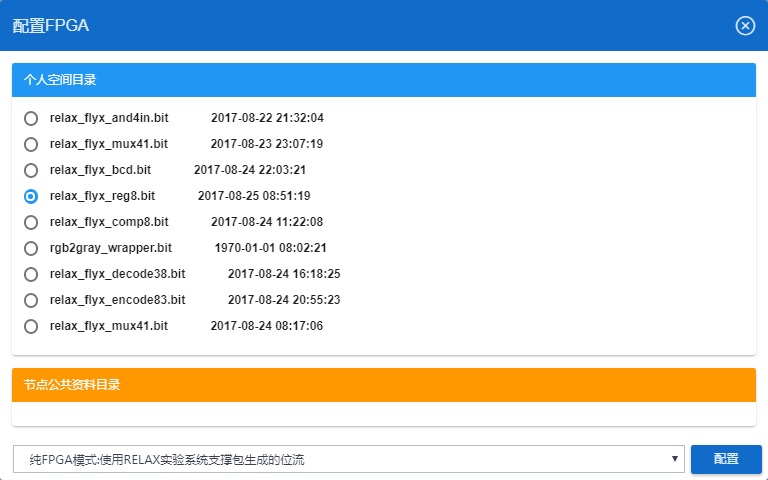 配置FPGA
个人空间目录
relax_flyx_and4in.bit 2017-08-22 21:32:04
relax_flyx_mux41.bit 2017-08-23 23:07:19
relax_flyx_bcd.bit 2017-08-24 22:03:21
relax_flyx_reg8.bit 2017-08-25 08:51:19
relax_flyx_comp8.bit 2017-08-24 11:22:08
rgb2gray_wrapper.bit 1970-01-01 08:02:21
relax_flyx_decode38.bit 2017-08-24 16:18:25
relax_flyx_encode83.bit 2017-08-24 20:55:23
relax_flyx_mux41.bit 2017-08-24 08:17:06
节点公共资料目录
纯FPGA模式:使用RELAX实验系统支撑包生成的位流
配置